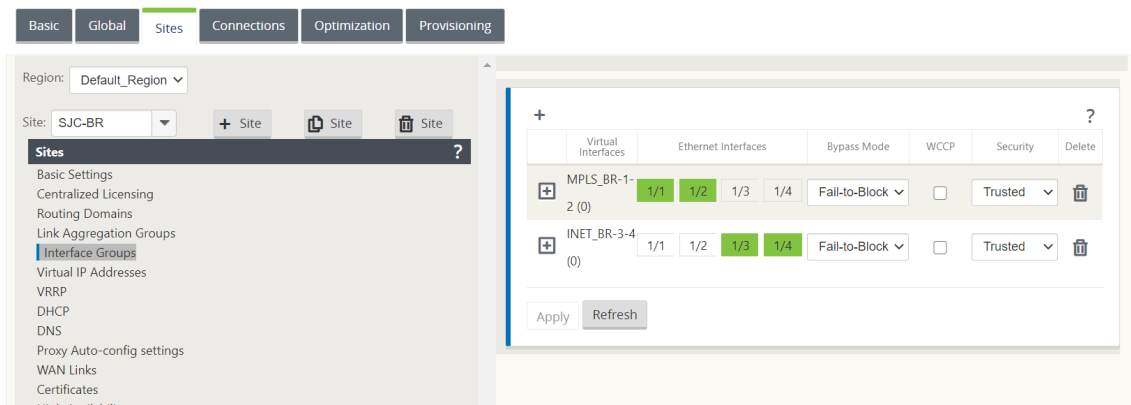 Basic Global Sites Connections Optimization Provisioning
Region: Default_Region
Site: SJC-BR + Site Site Site
Sites ?
Basic Settings
Centralized Licensing
Routing Domains
Link Aggregation Groups
Interface Groups
Virtual IP Addresses
VRRP
DHCP
DNS
Proxy Auto-config settings
WAN Links
Certificates
+ ?
Virtual Interfaces Ethernet Interfaces Bypass Mode WCCP Security Delete
MPLS_BR-1-
2 (0) 1/1 1/2 1/3 1/4 Fail-to-Block Trusted
INET_BR-3-4
(0) 1/1 1/2 1/3 1/4 Fail-to-Block Trusted
Apply Refresh